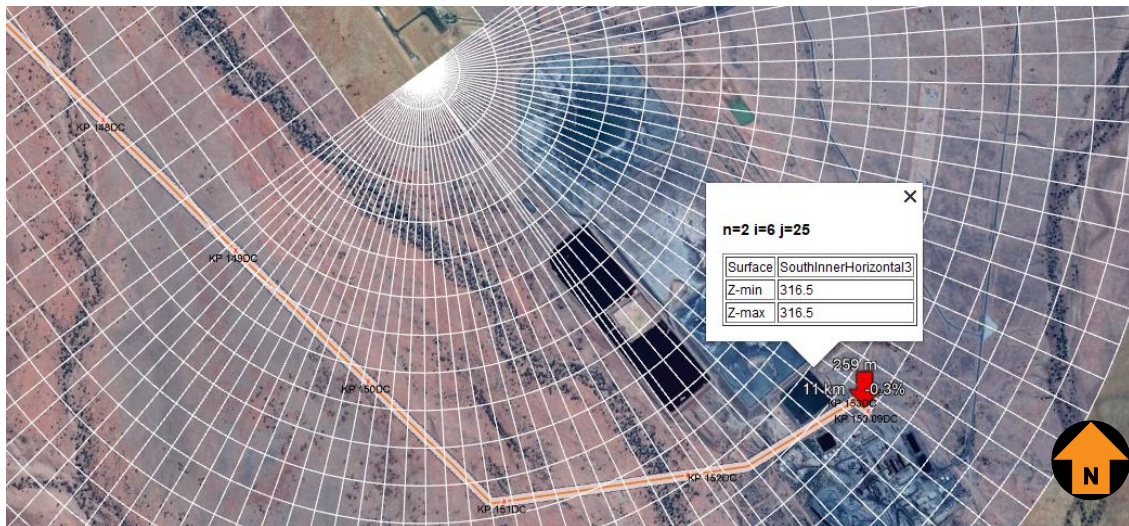 KP 148DC
KP 149DC
n=2 i=6 j=25
Surface SouthInnerHorizontal3
Z-min 316.5
Z-max 316.5
259 m
KP 150DC
11 km -0.3%
KP 153DC
KP 153.09DC
KP 152DC
KP 151DC
N